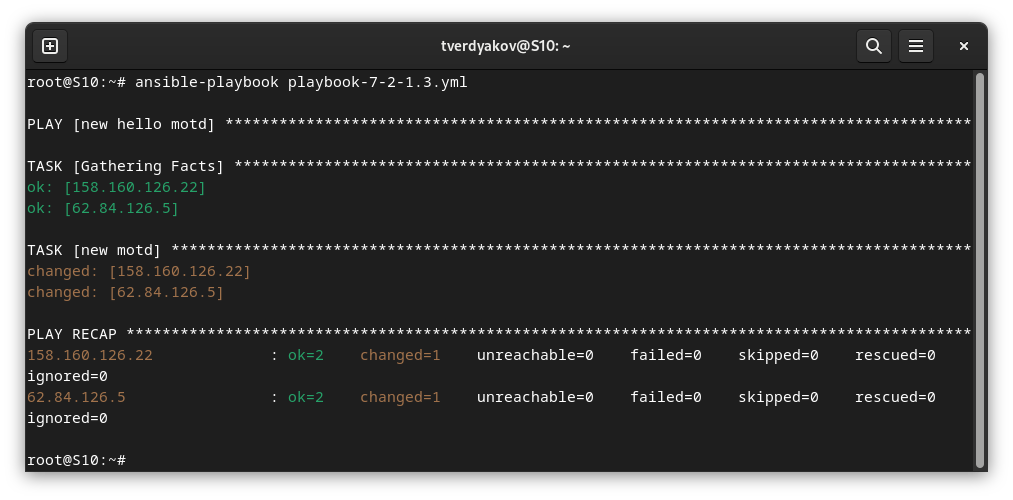 tverdyakov@S10: ~
root@S10:~# ansible-playbook playbook-7-2-1.3.yml
PLAY [new hello motd] ***********************************************************************************
TASK [Gathering Facts] **********************************************************************************
ok: [158.160.126.22]
ok: [62.84.126.5]
TASK [new motd] *****************************************************************************************
changed: [158.160.126.22]
changed: [62.84.126.5]
PLAY RECAP **********************************************************************************************
158.160.126.22             : ok=2    changed=1    unreachable=0    failed=0    skipped=0    rescued=0
ignored=0
62.84.126.5                : ok=2    changed=1    unreachable=0    failed=0    skipped=0    rescued=0
ignored=0
root@S10:~#